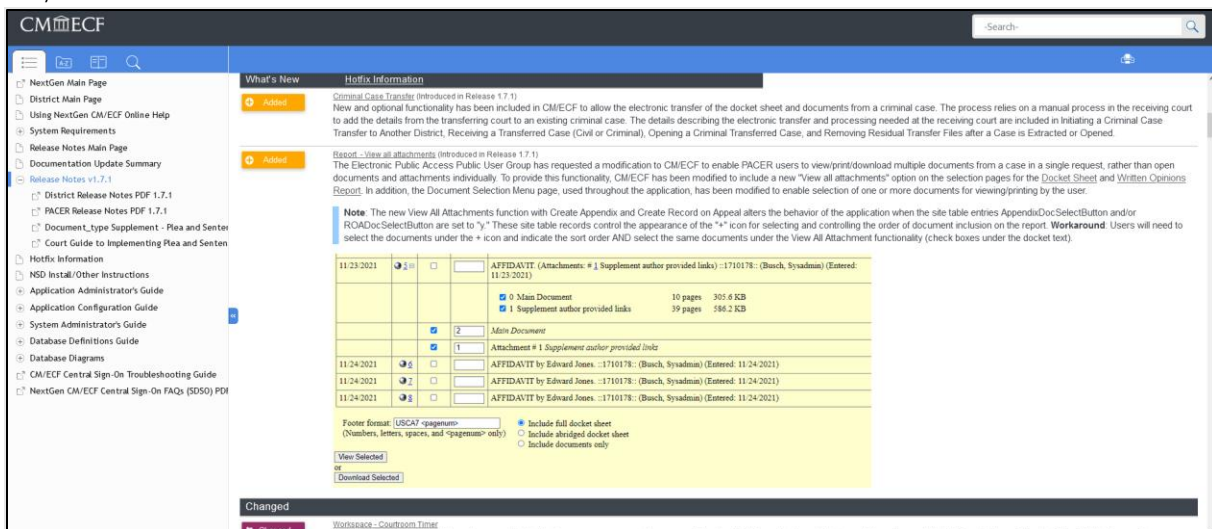 CM ECF
-Search-
NextGen Main Page
District Main Page
Using NextGen CM/ECF Online Help
System Requirements
Release Notes Main Page
Documentation Update Summary
Release Notes v1.7.1
District Release Notes PDF 1.7.1
PACER Release Notes PDF 1.7.1
Document_type Supplement - Plea and Senten
Court Guide to Implementing Plea and Senten
Hotfix Information
NSD Install/Other Instructions
Application Administrator's Guide
Application Configuration Guide
System Administrator's Guide
Database Definitions Guide
Database Diagrams
CM/ECF Central Sign-On Troubleshooting Guide
NextGen CM/ECF Central Sign-On FAQs (SDSO) PDF
What's New Hotfix Information
Added
Criminal Case Transfer (Introduced in Release 1.7.1)
New and optional functionality has been included in CM/ECF to allow the electronic transfer of the docket sheet and documents from a criminal case. The process relies on a manual process in the receiving court
to add the details from the transferring court to an existing criminal case. The details describing the electronic transfer and processing needed at the receiving court are included in Initiating a Criminal Case
Transfer to Another District, Receiving a Transferred Case (Civil or Criminal), Opening a Criminal Transferred Case, and Removing Residual Transfer Files after a Case is Extracted or Opened.
Added
Report - View all attachments (Introduced in Release 1.7.1)
The Electronic Public Access Public User Group has requested a modification to CM/ECF to enable PACER users to view/print/download multiple documents from a case in a single request, rather than open
documents and attachments individually. To provide this functionality, CM/ECF has been modified to include a new "View all attachments" option on the selection pages for the Docket Sheet and Written Opinions
Report. In addition, the Document Selection Menu page, used throughout the application, has been modified to enable selection of one or more documents for viewing/printing by the user.
Note: The new View All Attachments function with Create Appendix and Create Record on Appeal alters the behavior of the application when the site table entries AppendixDocSelectButton and/or
ROADocSelectButton are set to "y." These site table records control the appearance of the "+" icon for selecting and controlling the order of document inclusion on the report. Workaround: Users will need to
select the documents under the + icon and indicate the sort order AND select the same documents under the View All Attachment functionality (check boxes under the docket text).
11/23/2021 5 AFFIDAVIT. (Attachments: # 1 Supplement author provided links) ::1710178:: (Busch, Sysadmin) (Entered:
11/23/2021)
0 Main Document 10 pages 305.6 KB
1 Supplement author provided links 39 pages 586.2 KB
2 Main Document
1 Attachment # 1 Supplement author provided links
11/24/2021 6 AFFIDAVIT by Edward Jones. ::1710178:: (Busch, Sysadmin) (Entered: 11/24/2021)
11/24/2021 7 AFFIDAVIT by Edward Jones. ::1710178:: (Busch, Sysadmin) (Entered: 11/24/2021)
11/24/2021 8 AFFIDAVIT by Edward Jones. ::1710178:: (Busch, Sysadmin) (Entered: 11/24/2021)
Footer format: USCA7 <pagenum> Include full docket sheet
(Numbers, letters, spaces, and <pagenum> only) Include abridged docket sheet
Include documents only
View Selected
or
Download Selected
Changed
Workspace - Courtroom Timer